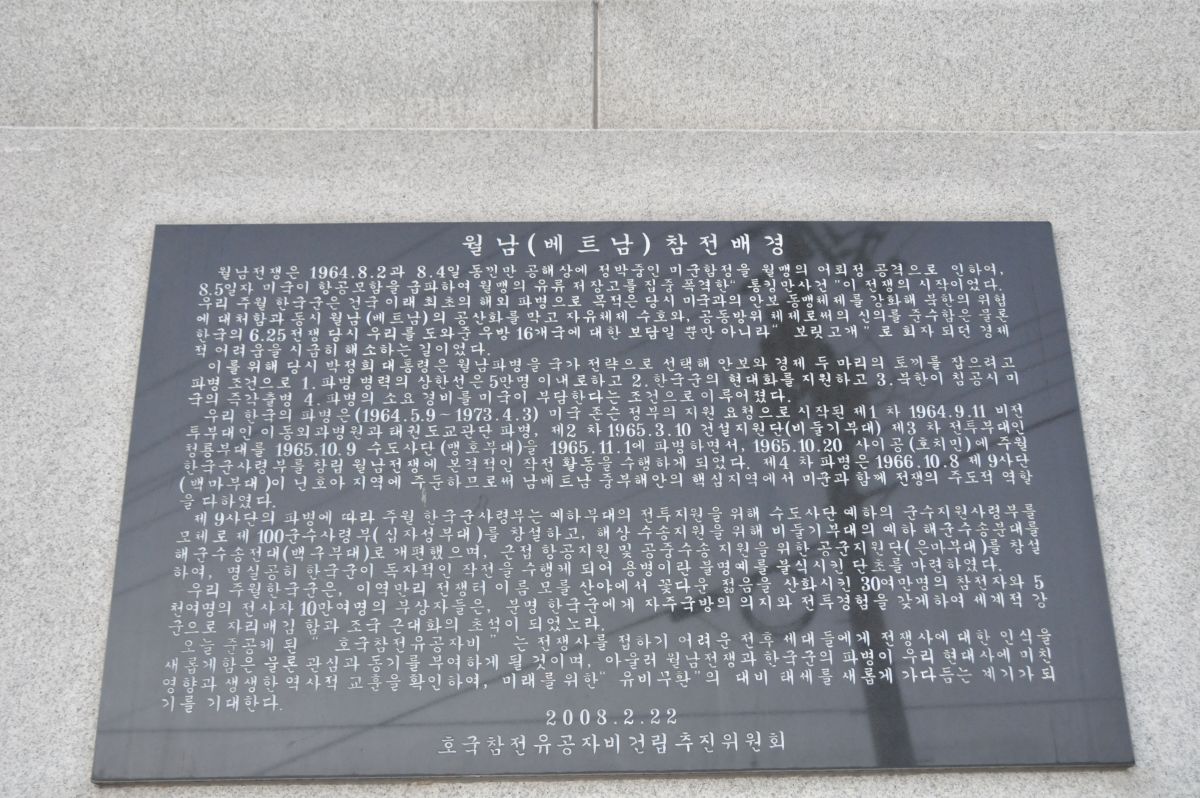 월남(베트남)참전배경
월남전쟁은 1964.8.2과 8.4일 통킨만 공해상에 정박중인 미군함정을 월맹의 어뢰정 공격으로 인하여,
8.5일자 미국이 항공모함을 급파하여 월맹의 유류 저장고를 집중 폭격한 "통킹만사건"이 전쟁의 시작이었다.
우리 주월 한국군은 건국 이래 최초의 해외 파병으로 목적은 당시 미국과의 안보 동맹체제를 강화해 북한의 위협
에 대처함과 동시 월남(베트남)의 공산화를 막고 자유체제 수호와, 공동방위 체제로써의 신의를 준수함은 물론
한국의 6.25전쟁 당시 우리를 도와준 우방 16개국에 대한 보답일 뿐만 아니라" 보릿고개"로 회자 되던 경제
적 어려움을 시급히 해소하는 길이었다.
이를 위해 당시 박정희 대통령은 월남파병을 국가 전략으로 선택해 안보와 경제 두 마리의 토끼를 잡으려고
파병 조건으로 1.파병 병력의 상한선은 5만명 이내로하고 2.한국군의 현대화를 지원하고 3.북한이 침공시 미
국의 즉각출병 4.파병의 소요 경비를 미국이 부담한다는 조건으로 이루어졌다.
우리 한국의 파병은(1964.5.9~1973.4.3) 미국 존슨 정부의 지원 요청으로 시작된 제1 차 1964.9.11 비전
투부대인 이동외과병원과 태권도교관단 파병, 제2 차 1965.3.10 건설지원단(비둘기부대) 제3 차 전투부대인
청룡부대를 1965.10.9 수도사단(맹호부대)을 1965.11.1에 파병하면서, 1965.10.20 사이공(호치민)에 주월
한국군사령부를 창립 월남전쟁에 본격적인 작전 활동을 수행하게 되었다. 제4 차 파병은 1966.10.8 제9사단
(백마부대)이 닌호아 지역에 주둔하므로써 남베트남 중부해안의 핵심지역에서 미군과 함께 전쟁의 주도적 역할
을 다하였다.
제9사단의 파병에 따라 주월 한국군사령부는 예하부대의 전투지원을 위해 수도사단 예하의 군수지원사령부를
모체로 제100군수사령부(십자성부대)를 창설하고, 해상수송지원을 위해 비둘기부대의 예하 해군수송분대를
해군수송전대(백구부대)로 개편했으며, 근접 항공지원 및 공중수송 지원을 위한 공군지원단(은마부대)를 창설
하여, 명실공히 한국군이 독자적인 작전을 수행케 되어 용병이란 불명예를 불식시킨 단초를 마련하였다.
우리 주월한국군은, 이역만리 전쟁터 이름 모를 산야에서 꽃다운 젊음을 산화시킨 30여만명의 참전자와 5
천여명의 전사자 10만여명의 부상자들은, 분명 한국군에게 자주국방의 의지와 전투경험을 갖게하여 세계적 강
군으로 자리매김 함과 조국 근대화의 초석이 되었노라.
오늘 준공케 된 " 호국참전유공자비 " 는 전쟁사를 접하기 어려운 전후 세대들에게 전쟁사에 대한 인식을
새롭게함은 물론 관심과 동기를 부여하게 될 것이며, 아울러 월남전쟁과 한국군의 파병이 우리 현대사에 미친
영향과 생생한 역사적 교훈을 확인하여, 미래를 위한" 유비무환"의 대비 태세를 새롭게 가다듬는 계기가 되
기를 기대한다.
2008.2.22
호국참전유공자비건립추진위원회